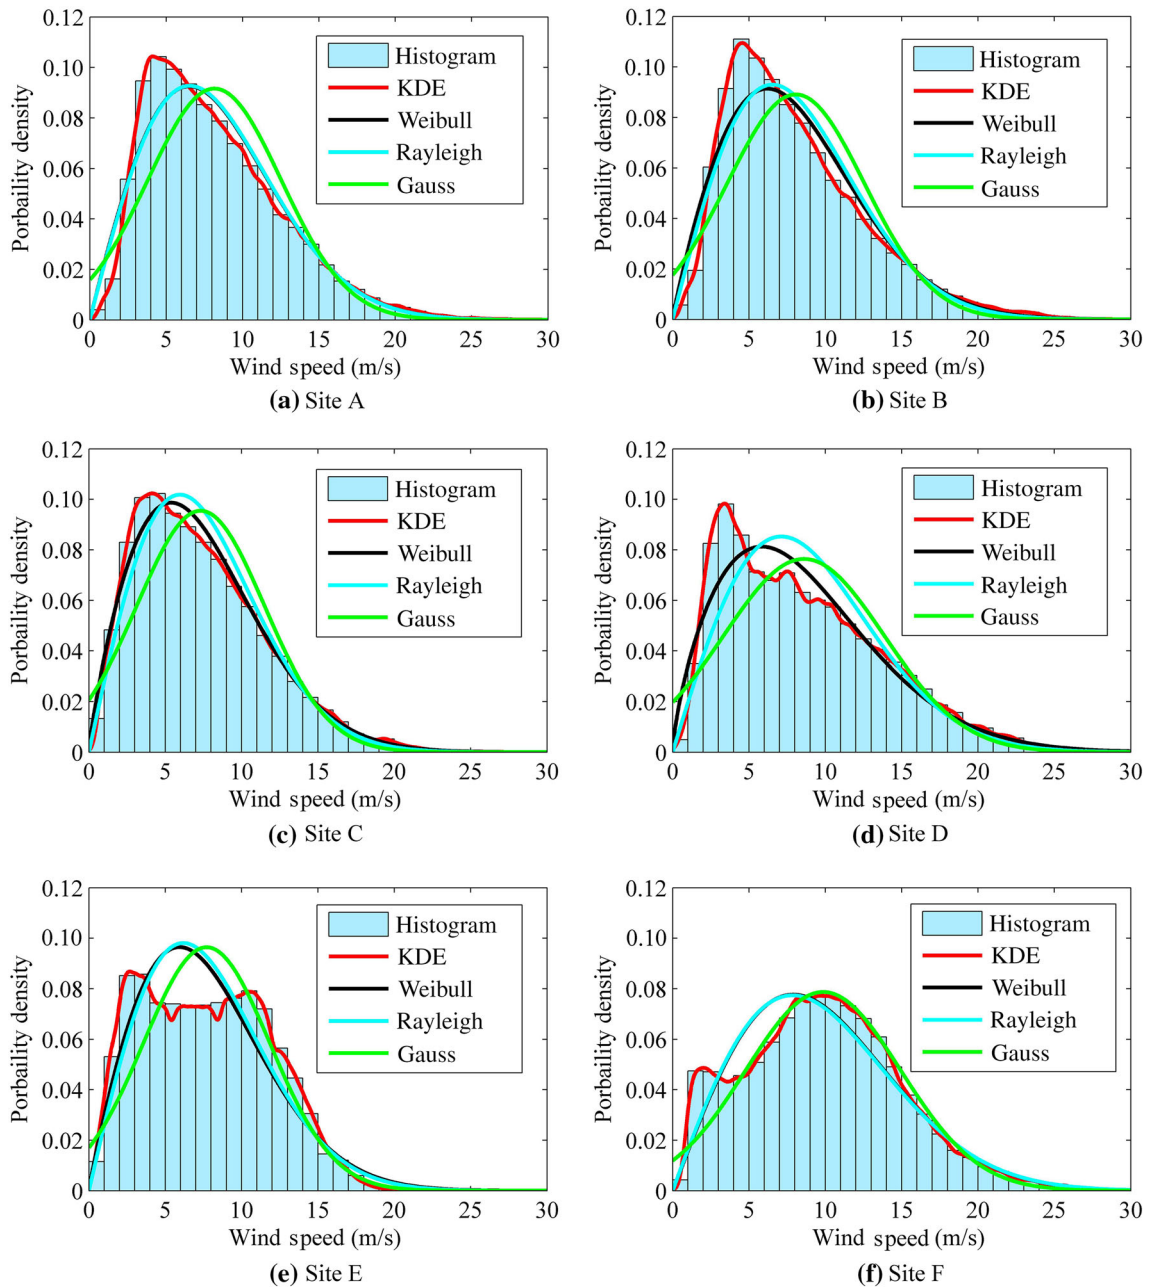 0.12
0.10
0.08
0.06
0.04
0.02
0
Porbaility density
Histogram
KDE
Weibull
Rayleigh
Gauss
0 5 10 15 20 25 30
Wind speed (m/s)
(a) Site A
0.12
0.10
0.08
0.06
0.04
0.02
0
Porbaility density
Histogram
KDE
Weibull
Rayleigh
Gauss
0 5 10 15 20 25 30
Wind speed (m/s)
(b) Site B
0.12
0.10
0.08
0.06
0.04
0.02
0
Porbaility density
Histogram
KDE
Weibull
Rayleigh
Gauss
0 5 10 15 20 25 30
Wind speed (m/s)
(c) Site C
0.12
0.10
0.08
0.06
0.04
0.02
0
Porbaility density
Histogram
KDE
Weibull
Rayleigh
Gauss
0 5 10 15 20 25 30
Wind speed (m/s)
(d) Site D
0.12
0.10
0.08
0.06
0.04
0.02
0
Porbaility density
Histogram
KDE
Weibull
Rayleigh
Gauss
0 5 10 15 20 25 30
Wind speed (m/s)
(e) Site E
0.12
0.10
0.08
0.06
0.04
0.02
0
Porbaility density
Histogram
KDE
Weibull
Rayleigh
Gauss
0 5 10 15 20 25 30
Wind speed (m/s)
(f) Site F